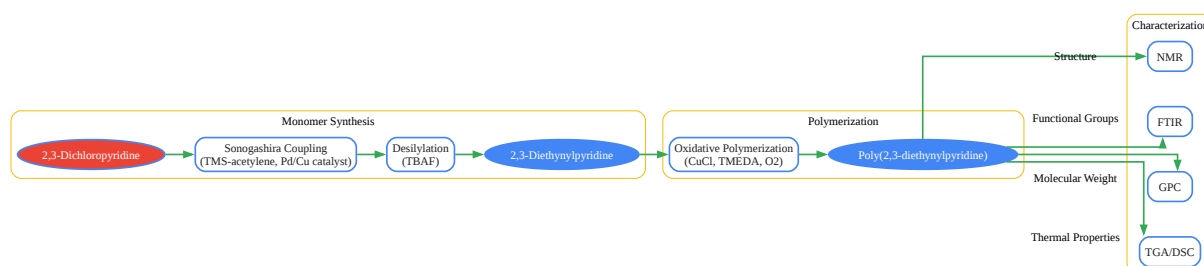 Characterization
Structure
NMR
Monomer Synthesis
Polymerization
Functional Groups
FTIR
2,3-Dichloropyridine
Sonogashira Coupling
(TMS-acetylene, Pd/Cu catalyst)
Desilylation
(TBAF)
2,3-Diethynylpyridine
Oxidative Polymerization
(CuCl, TMEDA, O2)
Poly(2,3-diethynylpyridine)
Molecular Weight
GPC
Thermal Properties
TGA/DSC